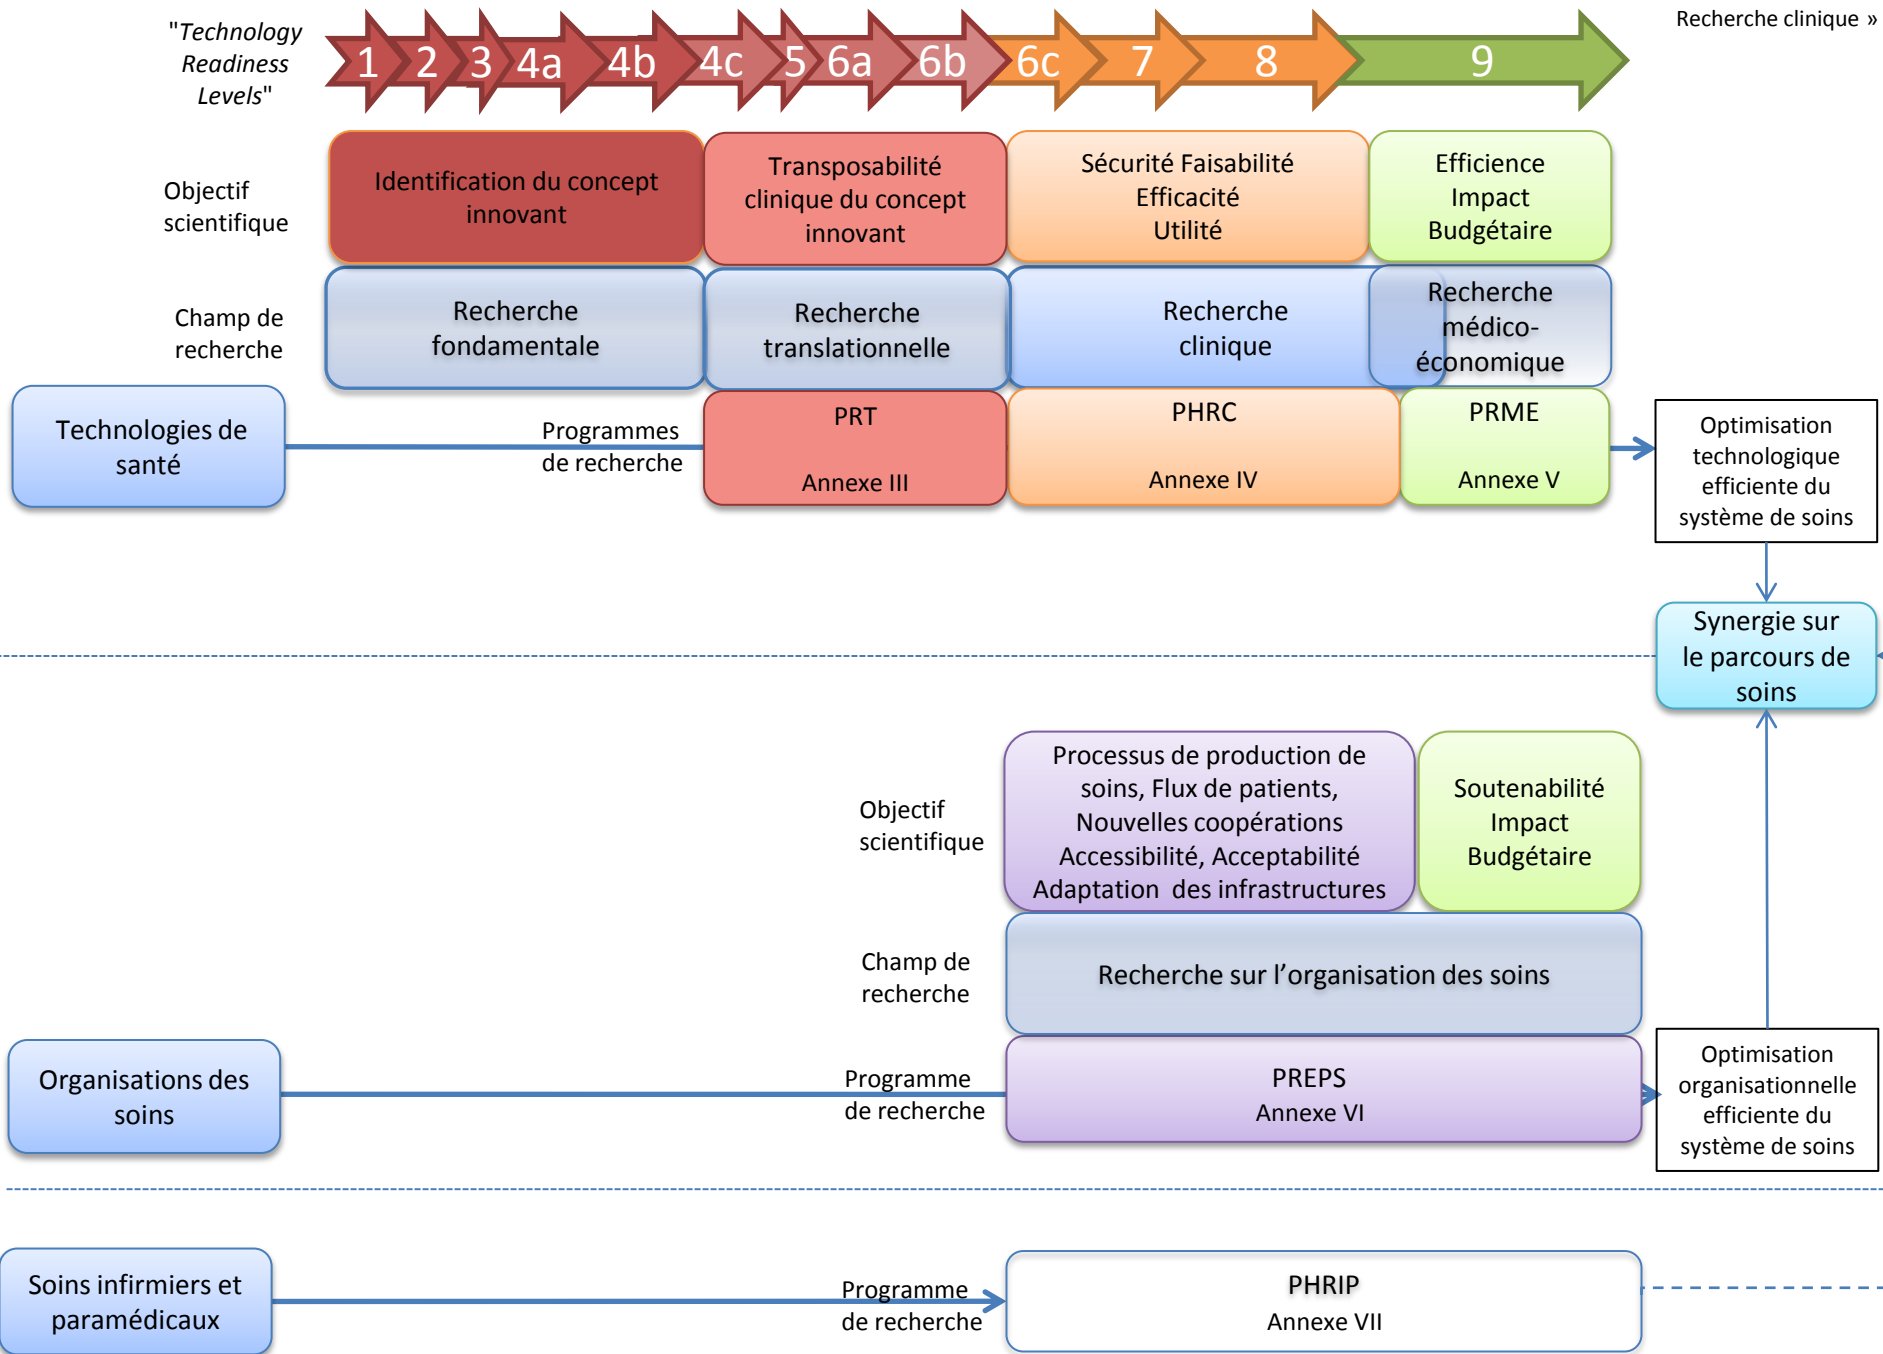 Recherche clinique »
"Technology
Readiness
Levels"
1 2 3 4a 4b 4c 5 6a 6b 6c 7 8 9
Objectif
scientifique
Identification du concept
innovant
Transposabilité
clinique du concept
innovant
Sécurité Faisabilité
Efficacité
Utilité
Efficience
Impact
Budgétaire
Champ de
recherche
Recherche
fondamentale
Recherche
translationnelle
Recherche
clinique
Recherche
médico-
économique
Technologies de
santé
Programmes
de recherche
PRT
Annexe III
PHRC
Annexe IV
PRME
Annexe V
Optimisation
technologique
efficiente du
système de soins
Synergie sur
le parcours de
soins
Objectif
scientifique
Processus de production de
soins, Flux de patients,
Nouvelles coopérations
Accessibilité, Acceptabilité
Adaptation des infrastructures
Soutenabilité
Impact
Budgétaire
Champ de
recherche
Recherche sur l'organisation des soins
Organisations des
soins
Programme
de recherche
PREPS
Annexe VI
Optimisation
organisationnelle
efficiente du
système de soins
Soins infirmiers et
paramédicaux
Programme
de recherche
PHRIP
Annexe VII